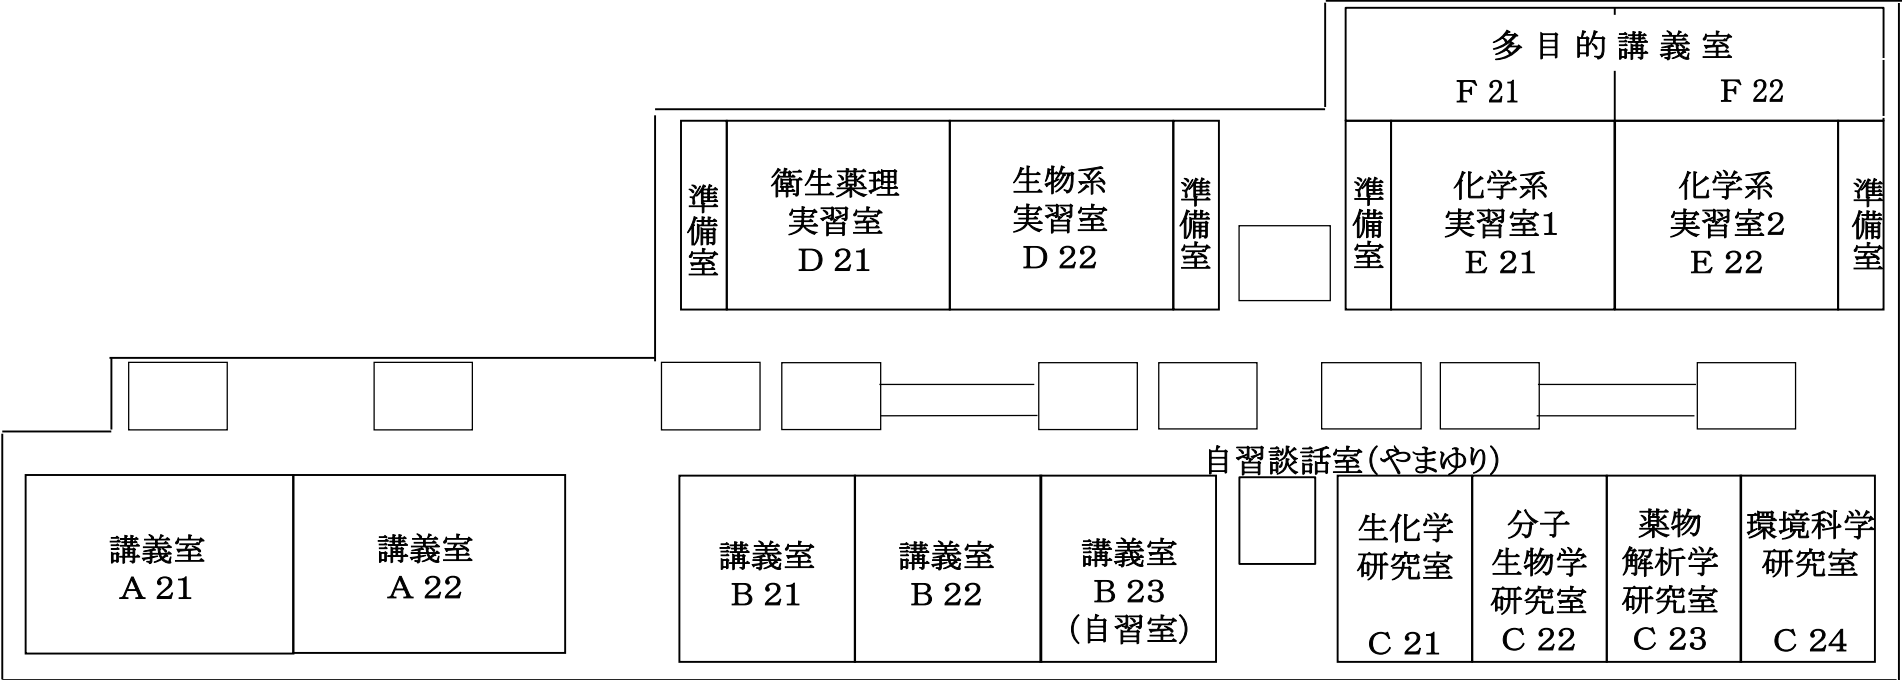 多目的講義室
F 21
F 22
準備室
衛生薬理
実習室
D 21
生物系
実習室
D 22
準備室
準備室
化学系
実習室1
E 21
化学系
実習室2
E 22
準備室
自習談話室(やまゆり)
講義室
A 21
講義室
A 22
講義室
B 21
講義室
B 22
講義室
B 23
(自習室)
生化学
研究室
C 21
分子
生物学
研究室
C 22
薬物
解析学
研究室
C 23
環境科学
研究室
C 24